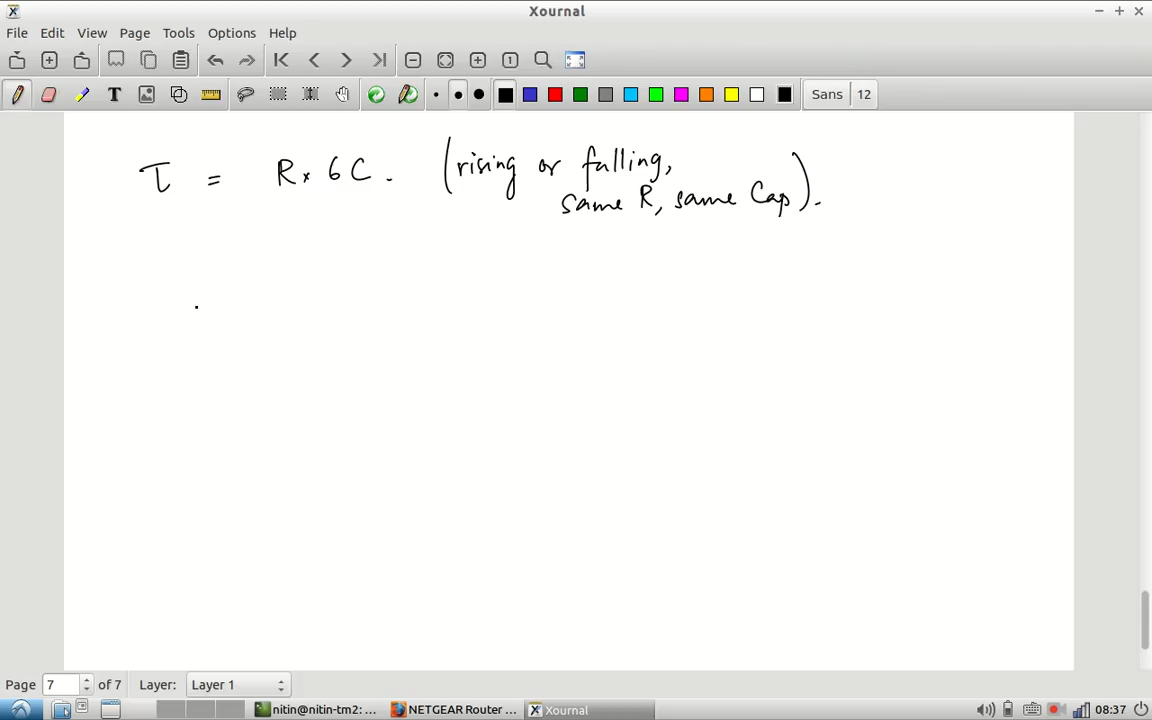 Xournal
File Edit View Page Tools Options Help
Sans 12
τ = R × 6C. (rising or falling,
same R, same Cap).
Page 7 of 7 Layer: Layer 1
nitin@nitin-tm2: ... NETGEAR Router ... Xournal 08:37